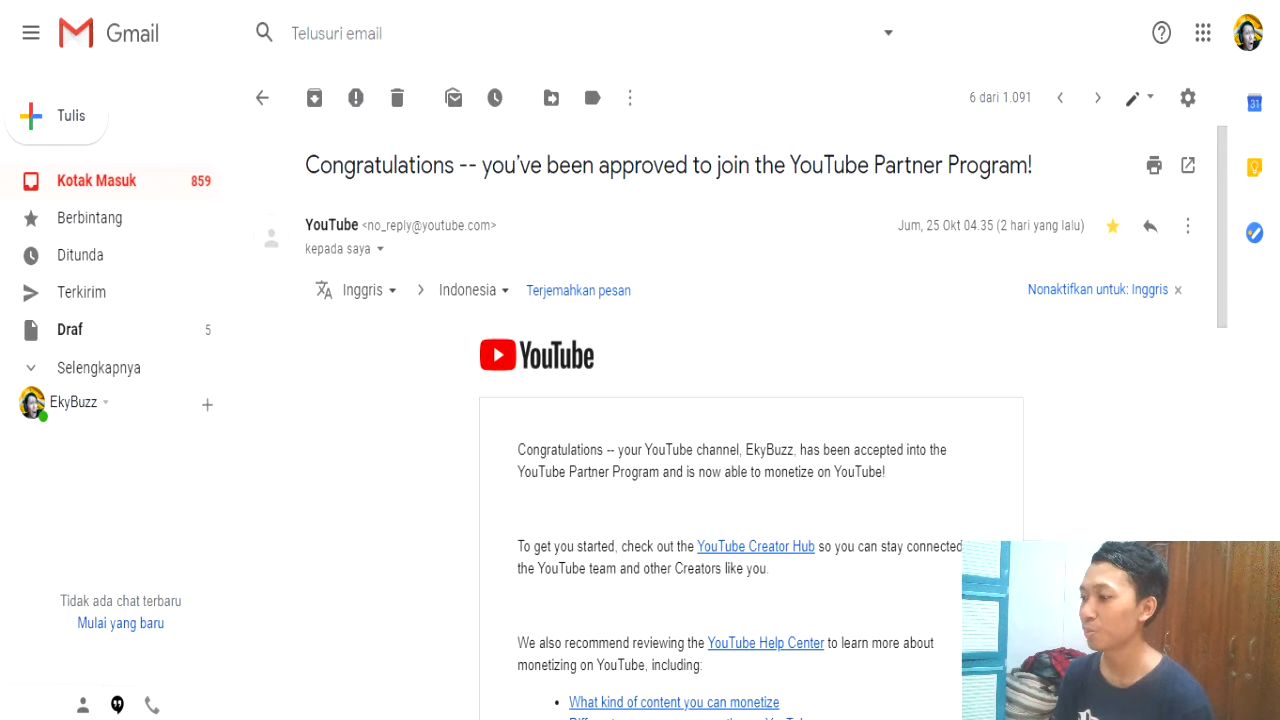 Gmail
Telusuri email
Tulis
6 dari 1.091
31
Congratulations -- you've been approved to join the YouTube Partner Program!
Kotak Masuk 859
Berbintang
Ditunda
Terkirim
Draf 5
Selengkapnya
EkyBuzz
YouTube <no_reply@youtube.com>
Jum, 25 Okt 04.35 (2 hari yang lalu)
kepada saya
Inggris > Indonesia Terjemahkan pesan
Nonaktifkan untuk: Inggris x
YouTube
Congratulations -- your YouTube channel, EkyBuzz, has been accepted into the
YouTube Partner Program and is now able to monetize on YouTube!
To get you started, check out the YouTube Creator Hub so you can stay connected
the YouTube team and other Creators like you.
We also recommend reviewing the YouTube Help Center to learn more about
monetizing on YouTube, including:
• What kind of content you can monetize
Tidak ada chat terbaru
Mulai yang baru